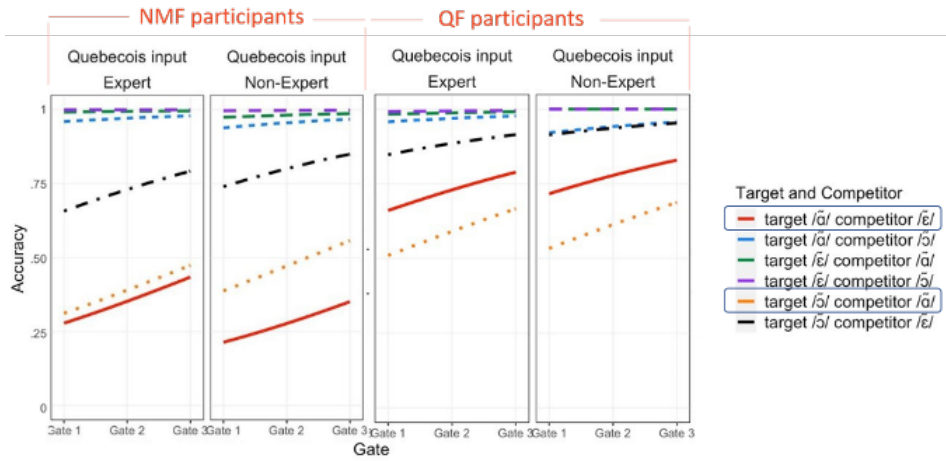 NMF participants
QF participants
Quebecois input
Expert
Quebecois input
Non-Expert
Quebecois input
Expert
Quebecois input
Non-Expert
Accuracy
1
.75
.50
.25
0
Gate 1
Gate 2
Gate 3
Gate 1
Gate 2
Gate 3
Gate 1
Gate 2
Gate 3
Gate 1
Gate 2
Gate 3
Gate
Target and Competitor
target /ɑ̃/ competitor /ɛ̃/
target /ɑ̃/ competitor /ɔ̃/
target /ɛ̃/ competitor /ɑ̃/
target /ɛ̃/ competitor /ɔ̃/
target /ɔ̃/ competitor /ɑ̃/
target /ɔ̃/ competitor /ɛ̃/